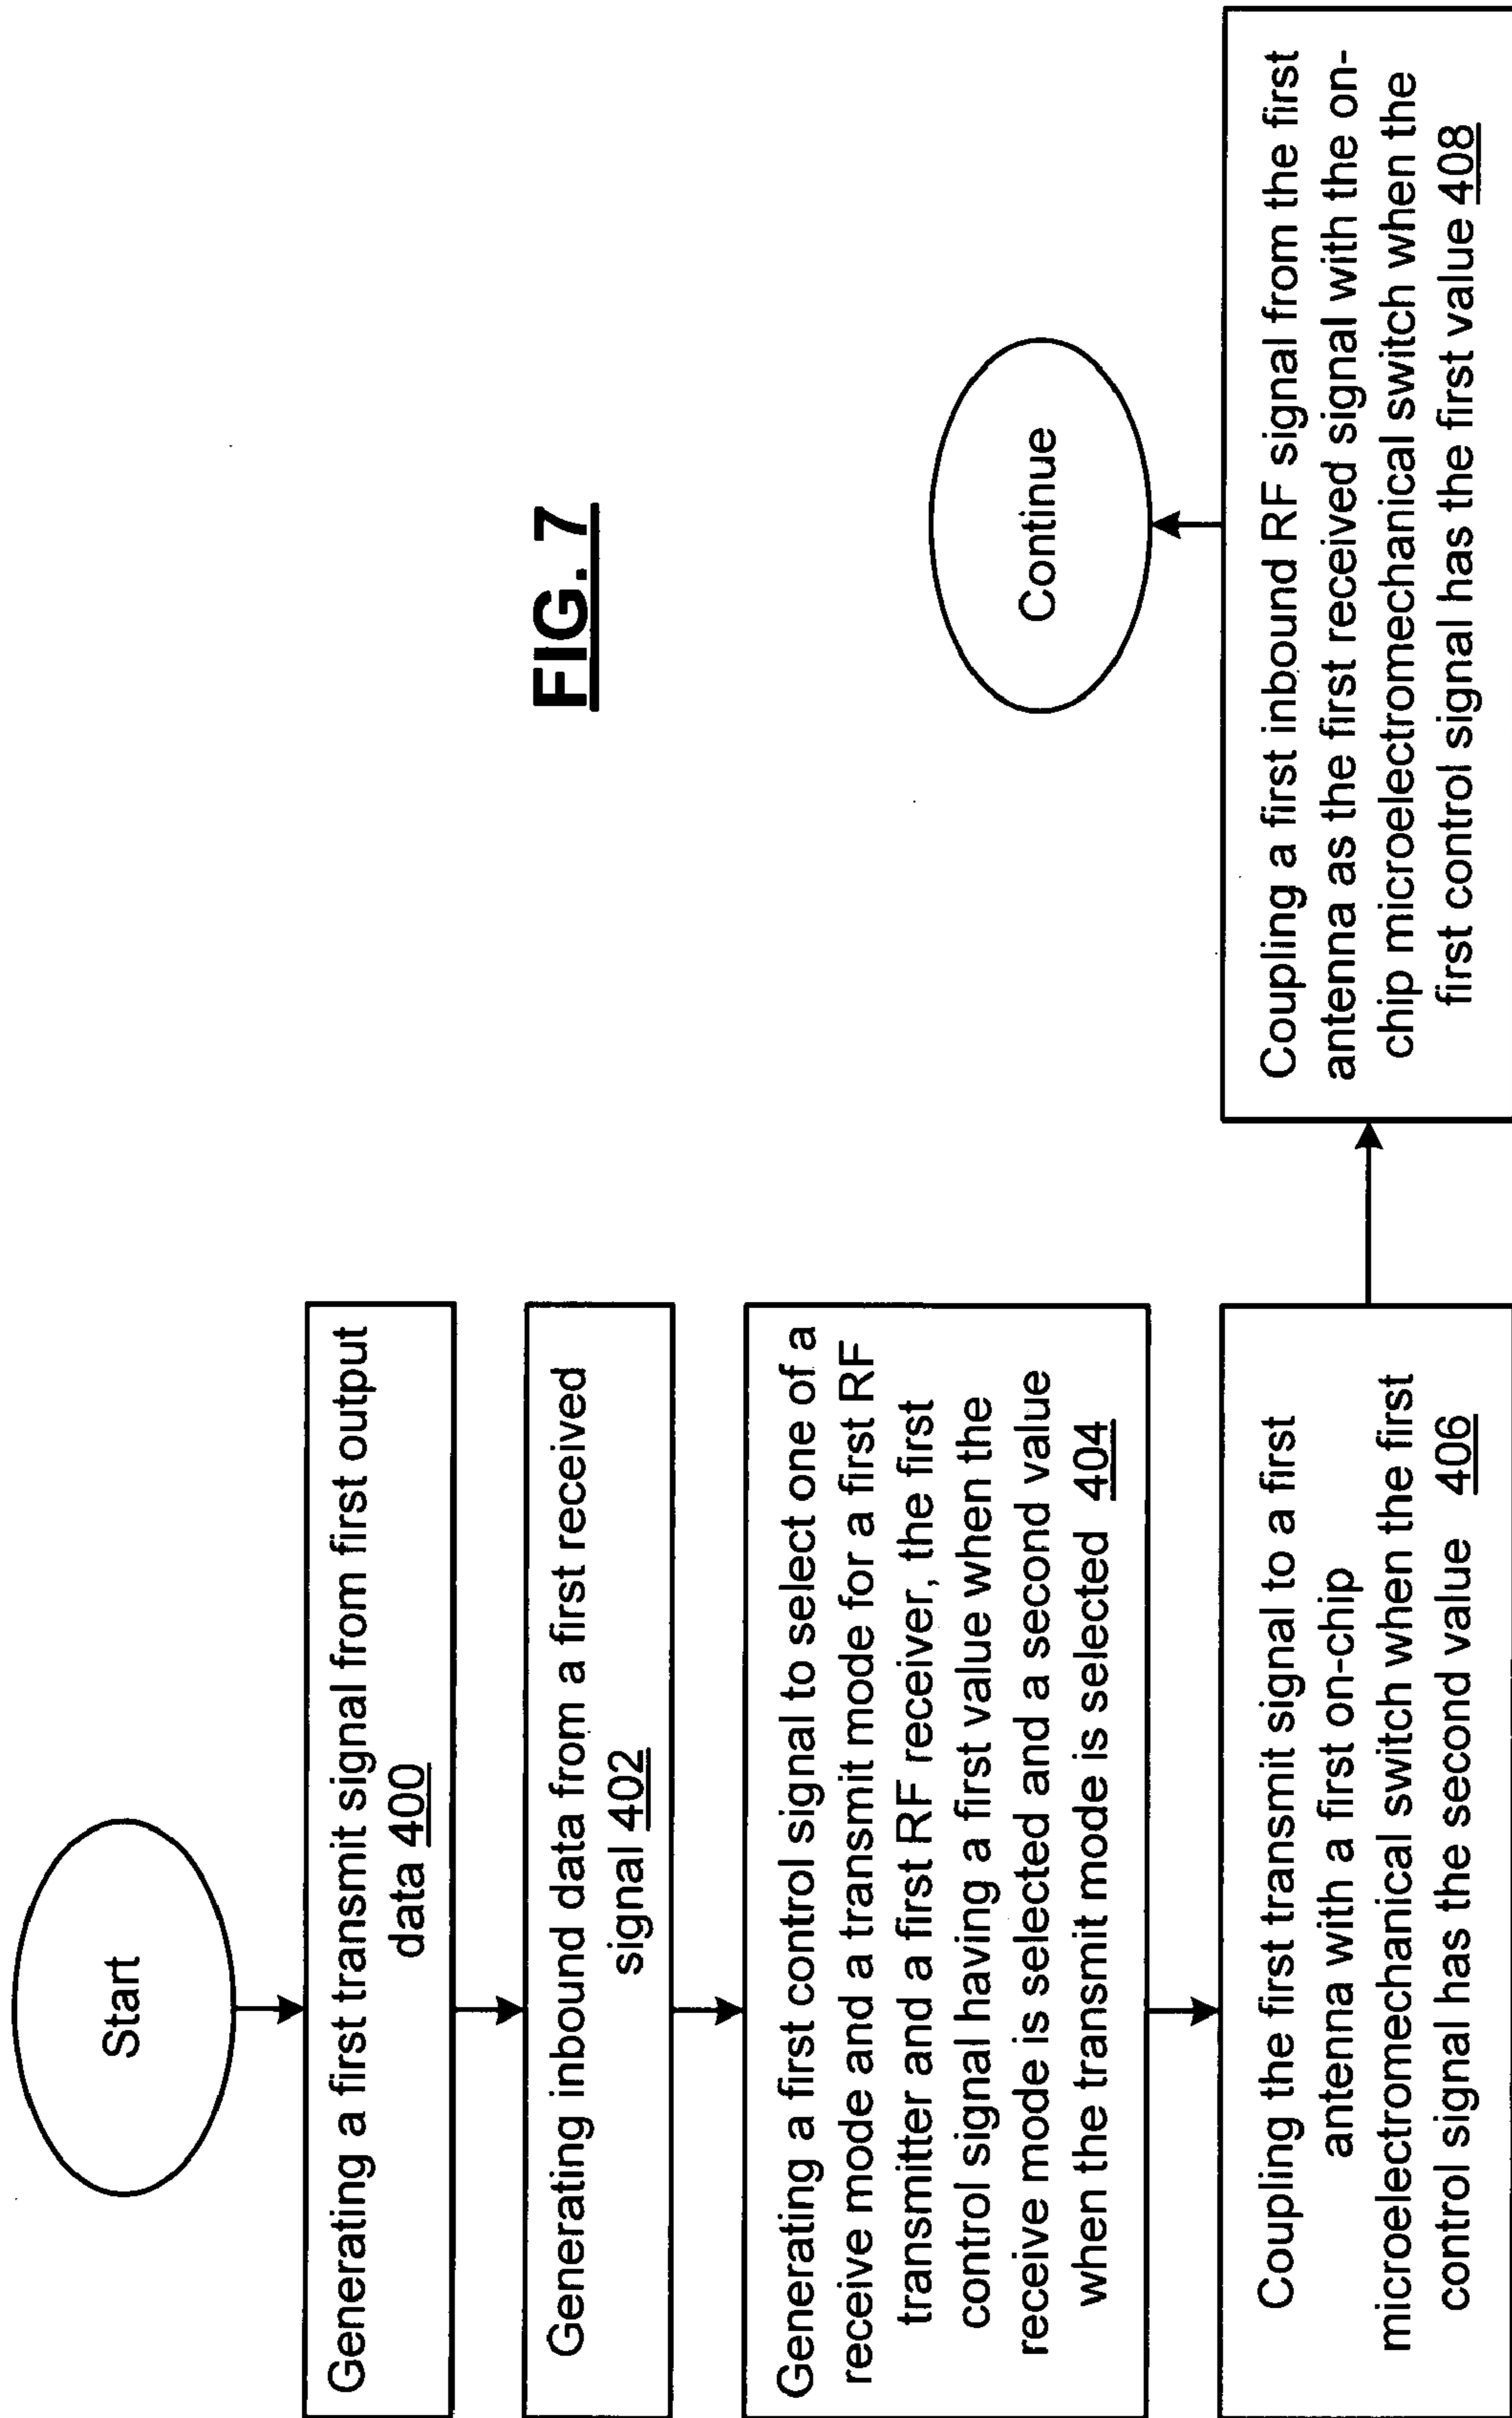 Start
Generating a first transmit signal from first output
data 400
Generating inbound data from a first received
signal 402
Generating a first control signal to select one of a
receive mode and a transmit mode for a first RF
transmitter and a first RF receiver, the first
control signal having a first value when the
receive mode is selected and a second value
when the transmit mode is selected 404
Coupling the first transmit signal to a first
antenna with a first on-chip
microelectromechanical switch when the first
control signal has the second value 406
Coupling a first inbound RF signal from the first
antenna as the first received signal with the on-
chip microelectromechanical switch when the
first control signal has the first value 408
Continue
FIG. 7